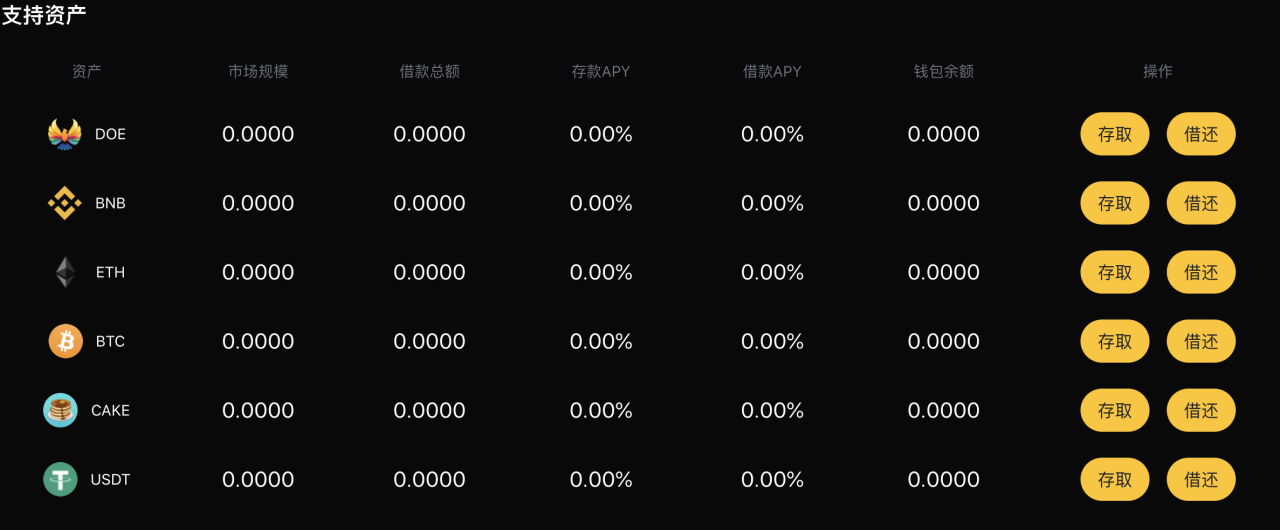 支持资产
资产 市场规模 借款总额 存款APY 借款APY 钱包余额 操作
DOE 0.0000 0.0000 0.00% 0.00% 0.0000 存取 借还
BNB 0.0000 0.0000 0.00% 0.00% 0.0000 存取 借还
ETH 0.0000 0.0000 0.00% 0.00% 0.0000 存取 借还
BTC 0.0000 0.0000 0.00% 0.00% 0.0000 存取 借还
CAKE 0.0000 0.0000 0.00% 0.00% 0.0000 存取 借还
USDT 0.0000 0.0000 0.00% 0.00% 0.0000 存取 借还